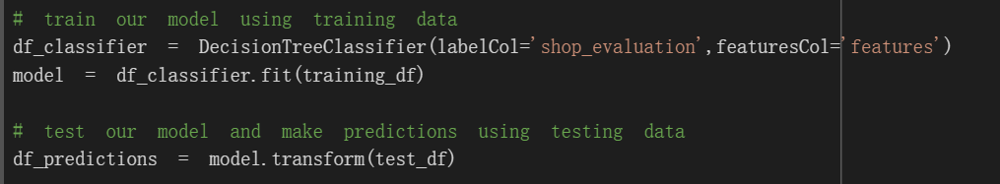 # train our model using training data
df_classifier = DecisionTreeClassifier(labelCol='shop_evaluation',featuresCol='features')
model = df_classifier.fit(training_df)
# test our model and make predictions using testing data
df_predictions = model.transform(test_df)